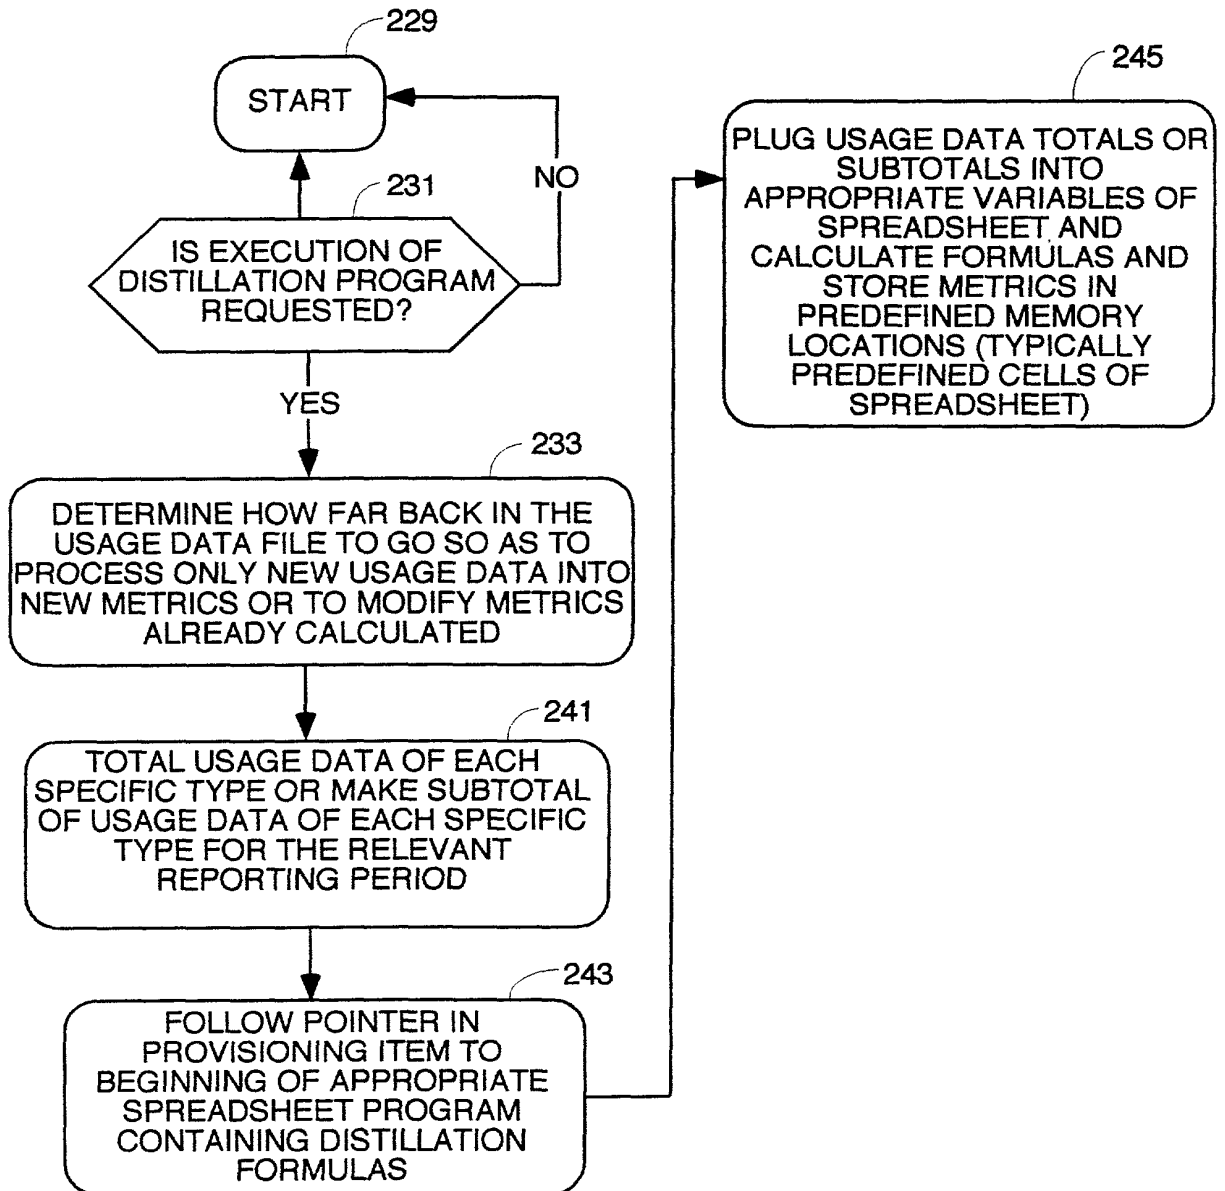 229
START
NO
231
IS EXECUTION OF
DISTILLATION PROGRAM
REQUESTED?
YES
233
DETERMINE HOW FAR BACK IN THE
USAGE DATA FILE TO GO SO AS TO
PROCESS ONLY NEW USAGE DATA INTO
NEW METRICS OR TO MODIFY METRICS
ALREADY CALCULATED
241
TOTAL USAGE DATA OF EACH
SPECIFIC TYPE OR MAKE SUBTOTAL
OF USAGE DATA OF EACH SPECIFIC
TYPE FOR THE RELEVANT
REPORTING PERIOD
243
FOLLOW POINTER IN
PROVISIONING ITEM TO
BEGINNING OF APPROPRIATE
SPREADSHEET PROGRAM
CONTAINING DISTILLATION
FORMULAS
245
PLUG USAGE DATA TOTALS OR
SUBTOTALS INTO
APPROPRIATE VARIABLES OF
SPREADSHEET AND
CALCULATE FORMULAS AND
STORE METRICS IN
PREDEFINED MEMORY
LOCATIONS (TYPICALLY
PREDEFINED CELLS OF
SPREADSHEET)